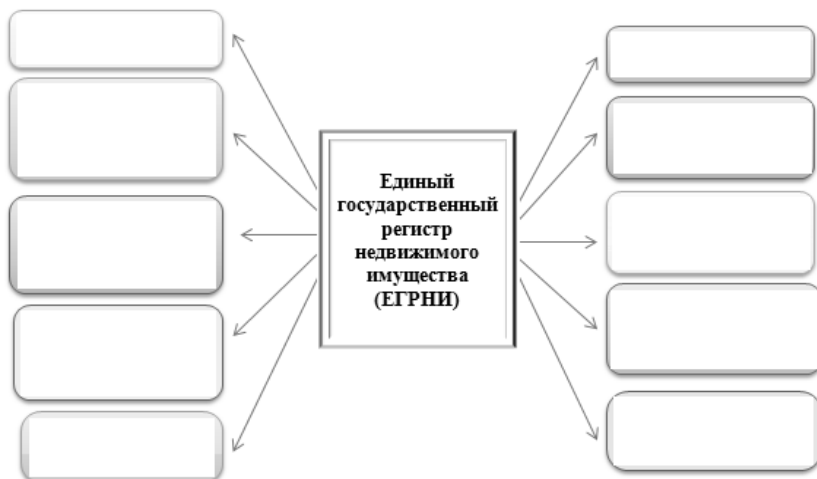 Единый
государственный
регистр
недвижимого
имущества
(ЕГРНИ)